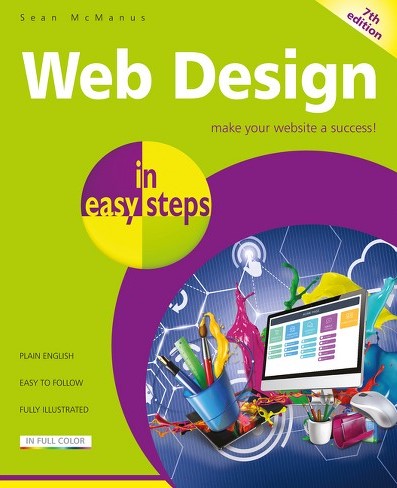 Sean McManus
7th edition
Web Design
make your website a success!
in
easy steps
PLAIN ENGLISH
EASY TO FOLLOW
FULLY ILLUSTRATED
IN FULL COLOR